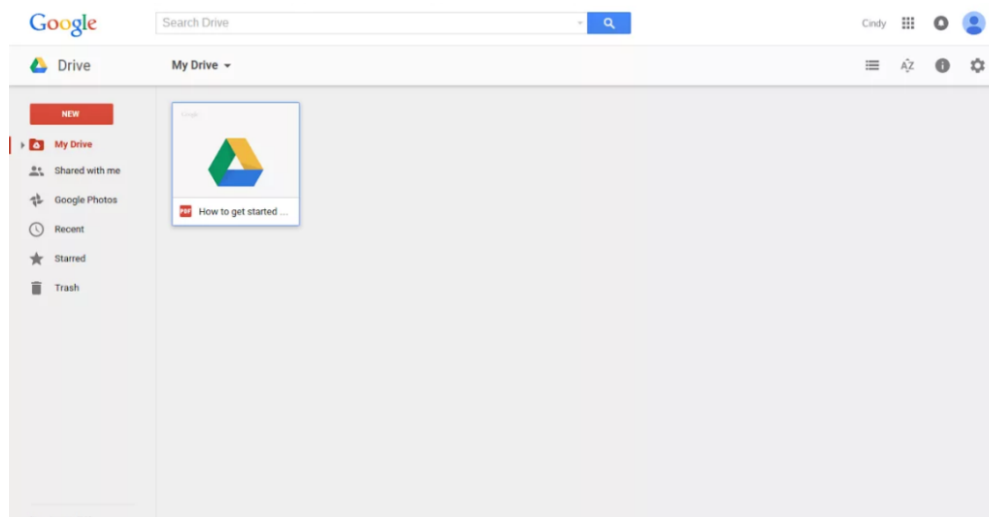 Google
Search Drive
Cindy
Drive
My Drive
AZ
NEW
My Drive
Shared with me
Google Photos
Recent
Starred
Trash
PDF
How to get started ...